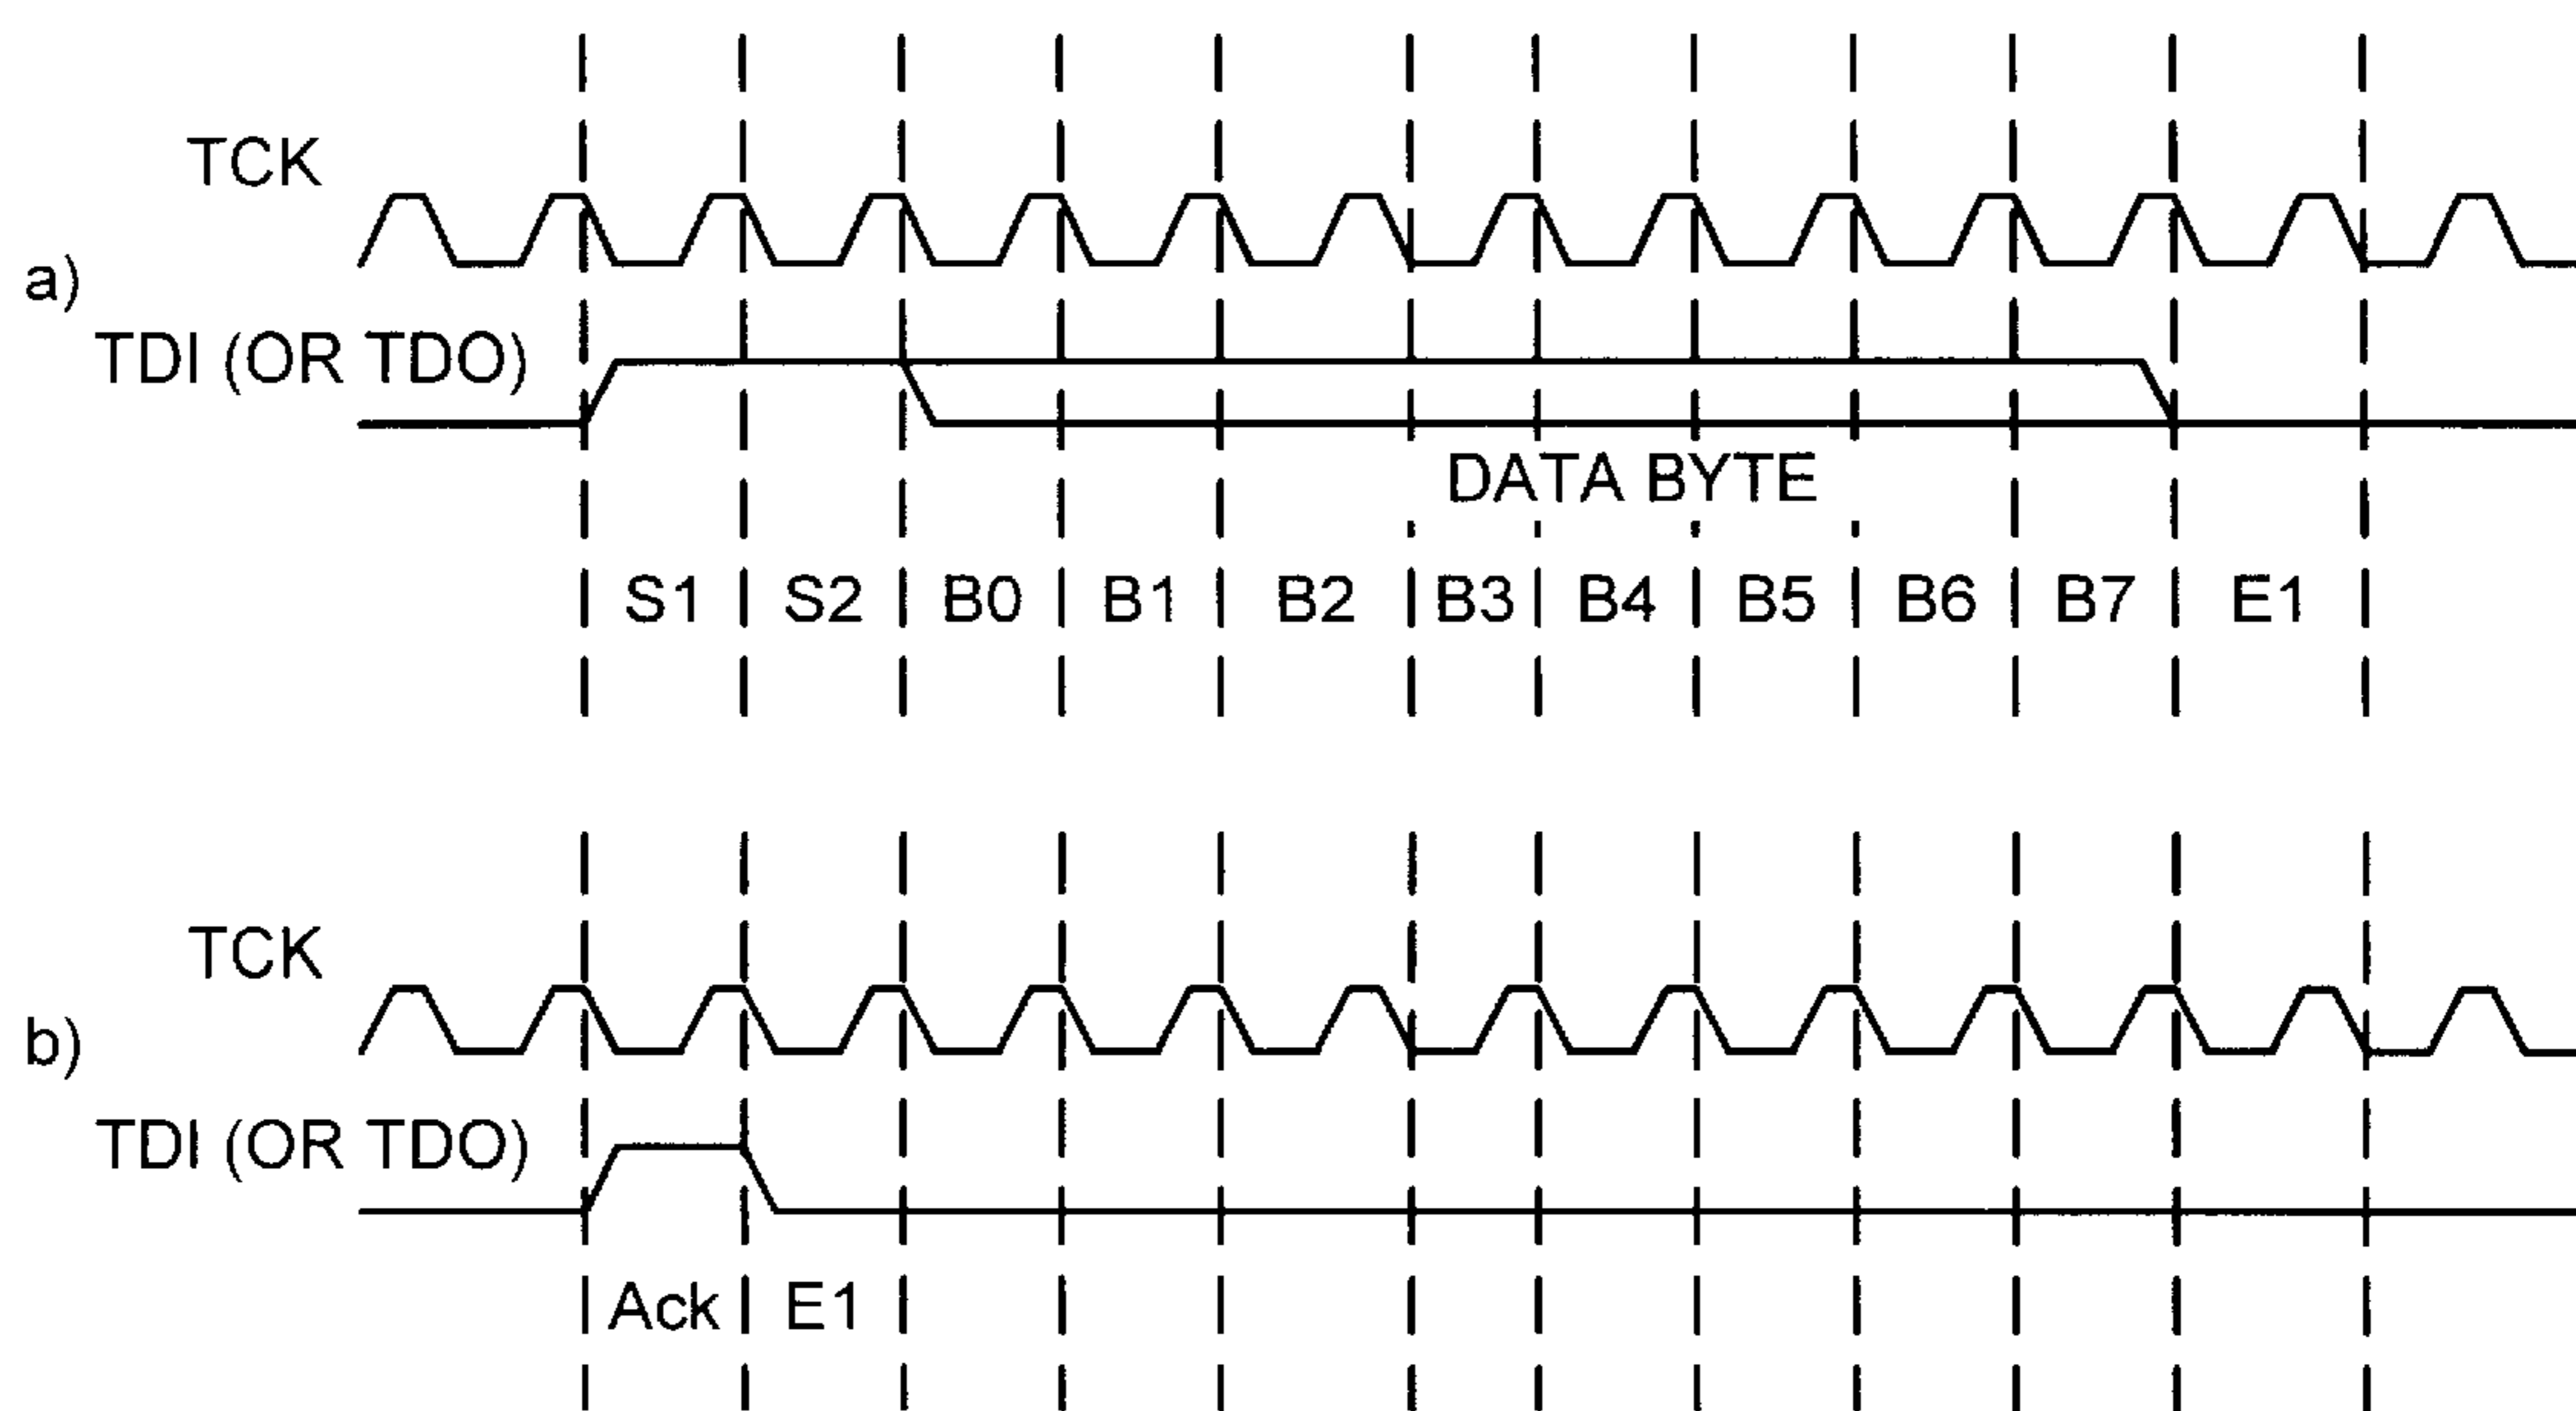 TCK
a)
TDI (OR TDO)
DATA BYTE
S1 S2 B0 B1 B2 B3 B4 B5 B6 B7 E1
TCK
b)
TDI (OR TDO)
Ack E1